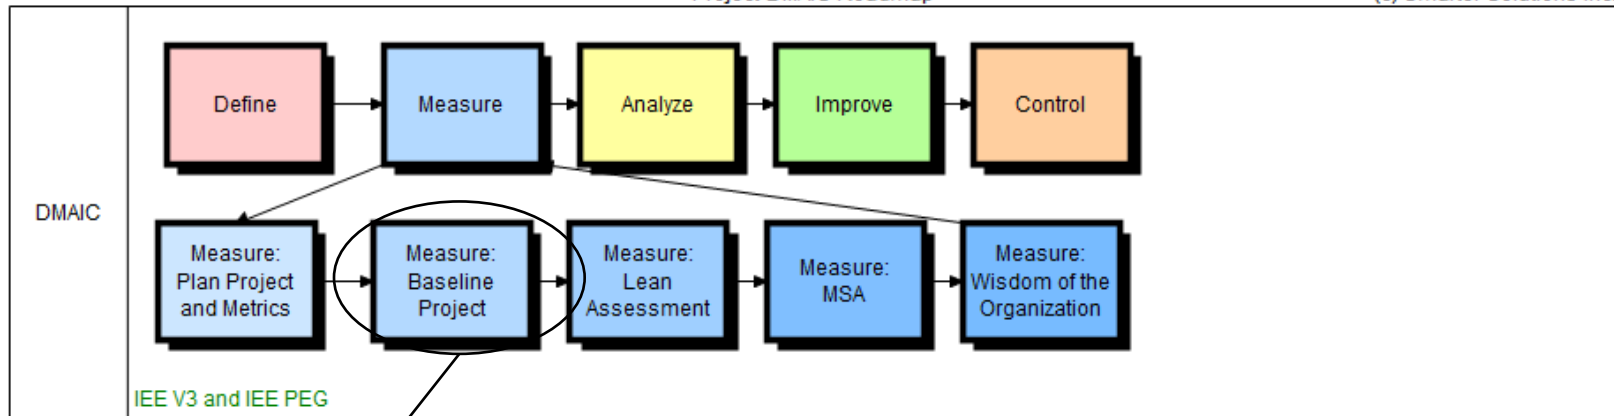 Define
Measure
Analyze
Improve
Control
DMAIC
Measure:
Plan Project
and Metrics
Measure:
Baseline
Project
Measure:
Lean
Assessment
Measure:
MSA
Measure:
Wisdom of the
Organization
IEE V3 and IEE PEG